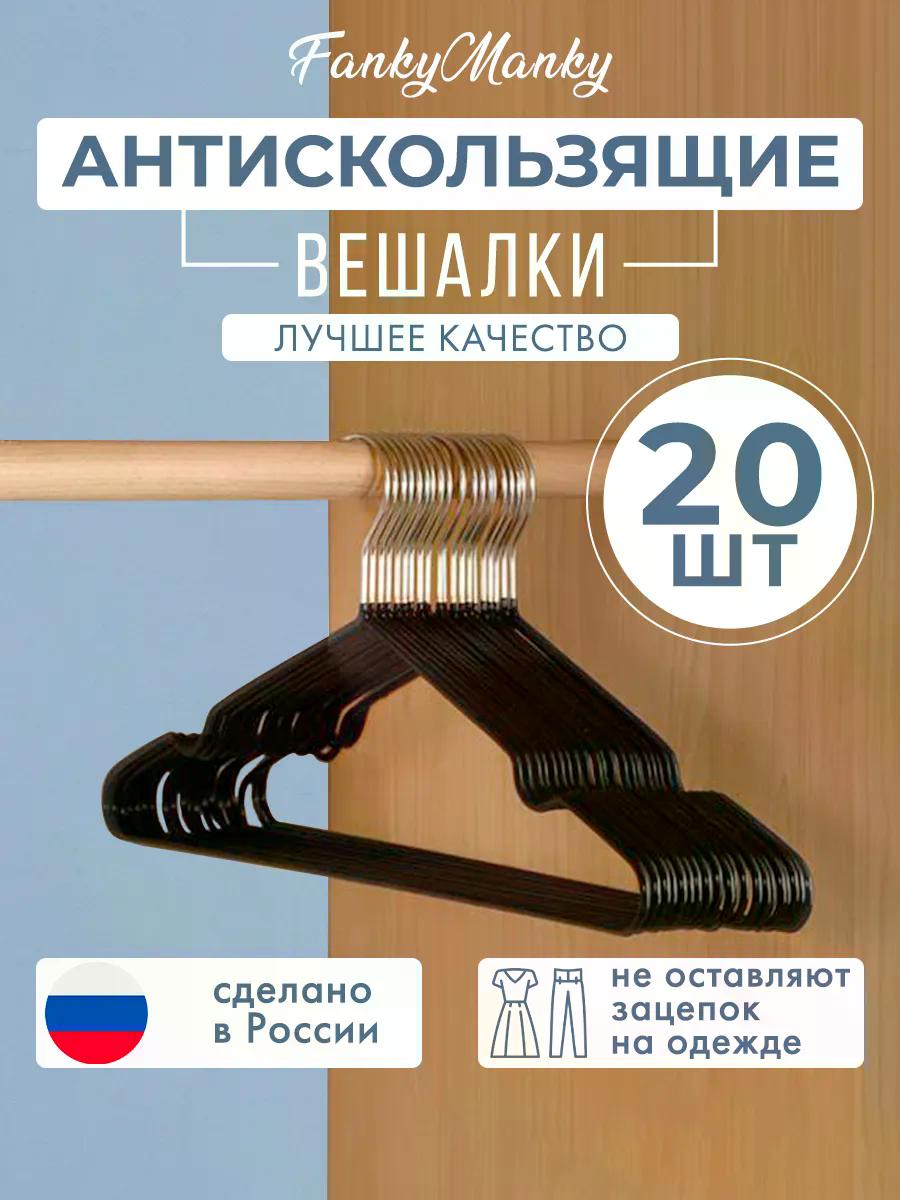 FankyManky
АНТИСКОЛЬЗЯЩИЕ
ВЕШАЛКИ
ЛУЧШЕЕ КАЧЕСТВО
20
ШТ
сделано
в России
не оставляют
зацепок
на одежде